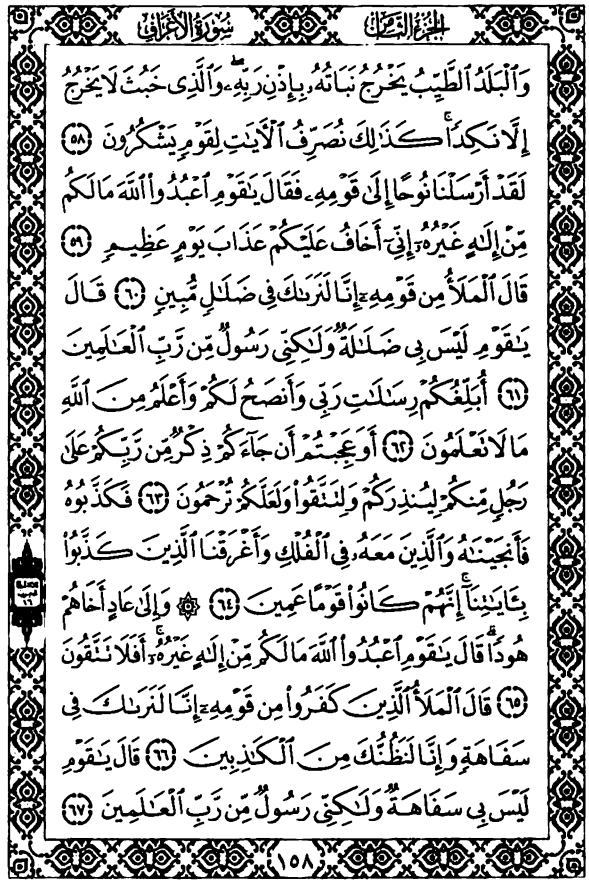 الجزء الثامن سورة الأعراف
وَٱلْبَلَدُ ٱلطَّيِّبُ يَخْرُجُ نَبَاتُهُۥ بِإِذْنِ رَبِّهِۦ ۖ وَٱلَّذِى خَبُثَ لَا يَخْرُجُ
إِلَّا نَكِدًا ۚ كَذَٰلِكَ نُصَرِّفُ ٱلْـَٔايَٰتِ لِقَوْمٍ يَشْكُرُونَ ٥٨
لَقَدْ أَرْسَلْنَا نُوحًا إِلَىٰ قَوْمِهِۦ فَقَالَ يَٰقَوْمِ ٱعْبُدُوا۟ ٱللَّهَ مَا لَكُم
مِّنْ إِلَٰهٍ غَيْرُهُۥٓ إِنِّىٓ أَخَافُ عَلَيْكُمْ عَذَابَ يَوْمٍ عَظِيمٍ ٥٩
قَالَ ٱلْمَلَأُ مِن قَوْمِهِۦٓ إِنَّا لَنَرَىٰكَ فِى ضَلَٰلٍ مُّبِينٍ ٦٠ قَالَ
يَٰقَوْمِ لَيْسَ بِى ضَلَٰلَةٌ وَلَٰكِنِّى رَسُولٌ مِّن رَّبِّ ٱلْعَٰلَمِينَ
٦١ أُبَلِّغُكُمْ رِسَٰلَٰتِ رَبِّى وَأَنصَحُ لَكُمْ وَأَعْلَمُ مِنَ ٱللَّهِ
مَا لَا تَعْلَمُونَ ٦٢ أَوَعَجِبْتُمْ أَن جَآءَكُمْ ذِكْرٌ مِّن رَّبِّكُمْ عَلَىٰ
رَجُلٍ مِّنكُمْ لِيُنذِرَكُمْ وَلِتَتَّقُوا۟ وَلَعَلَّكُمْ تُرْحَمُونَ ٦٣ فَكَذَّبُوهُ
فَأَنجَيْنَٰهُ وَٱلَّذِينَ مَعَهُۥ فِى ٱلْفُلْكِ وَأَغْرَقْنَا ٱلَّذِينَ كَذَّبُوا۟
بِـَٔايَٰتِنَآ ۚ إِنَّهُمْ كَانُوا۟ قَوْمًا عَمِينَ ٦٤ ۞ وَإِلَىٰ عَادٍ أَخَاهُمْ
هُودًا ۗ قَالَ يَٰقَوْمِ ٱعْبُدُوا۟ ٱللَّهَ مَا لَكُم مِّنْ إِلَٰهٍ غَيْرُهُۥٓ ۚ أَفَلَا تَتَّقُونَ
٦٥ قَالَ ٱلْمَلَأُ ٱلَّذِينَ كَفَرُوا۟ مِن قَوْمِهِۦٓ إِنَّا لَنَرَىٰكَ فِى
سَفَاهَةٍ وَإِنَّا لَنَظُنُّكَ مِنَ ٱلْكَٰذِبِينَ ٦٦ قَالَ يَٰقَوْمِ
لَيْسَ بِى سَفَاهَةٌ وَلَٰكِنِّى رَسُولٌ مِّن رَّبِّ ٱلْعَٰلَمِينَ ٦٧
١٥٨